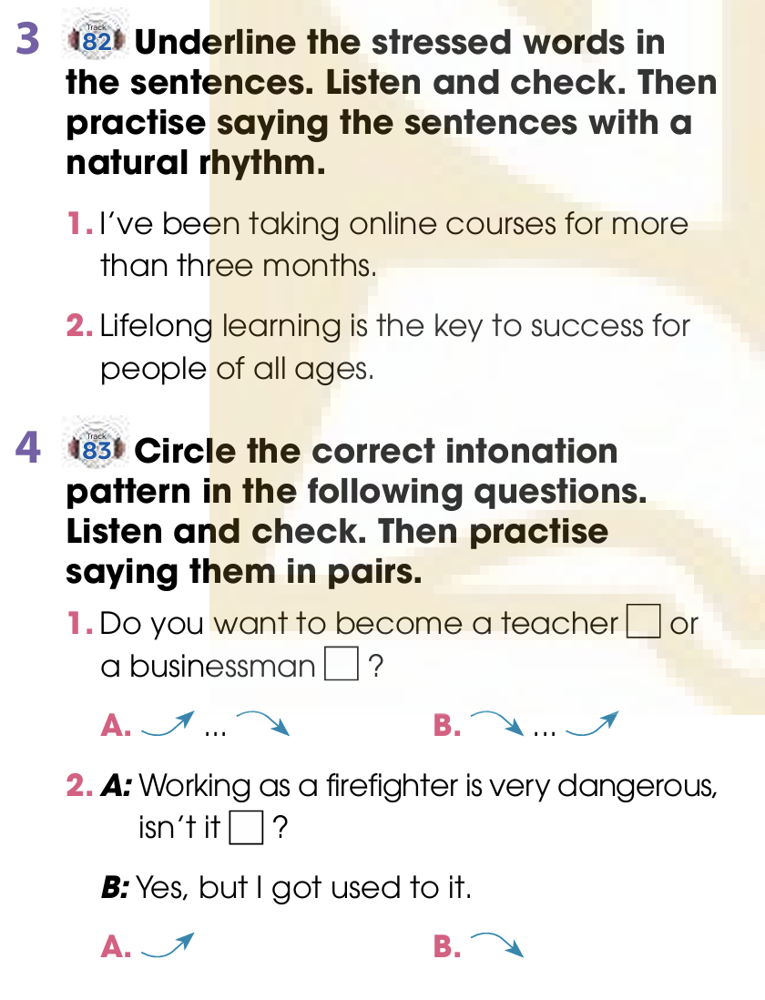 3 Track 82 Underline the stressed words in
the sentences. Listen and check. Then
practise saying the sentences with a
natural rhythm.
1. I've been taking online courses for more
than three months.
2. Lifelong learning is the key to success for
people of all ages.
4 Track 83 Circle the correct intonation
pattern in the following questions.
Listen and check. Then practise
saying them in pairs.
1. Do you want to become a teacher or
a businessman ?
A. ... B. ...
2. A: Working as a firefighter is very dangerous,
isn't it ?
B: Yes, but I got used to it.
A. B.